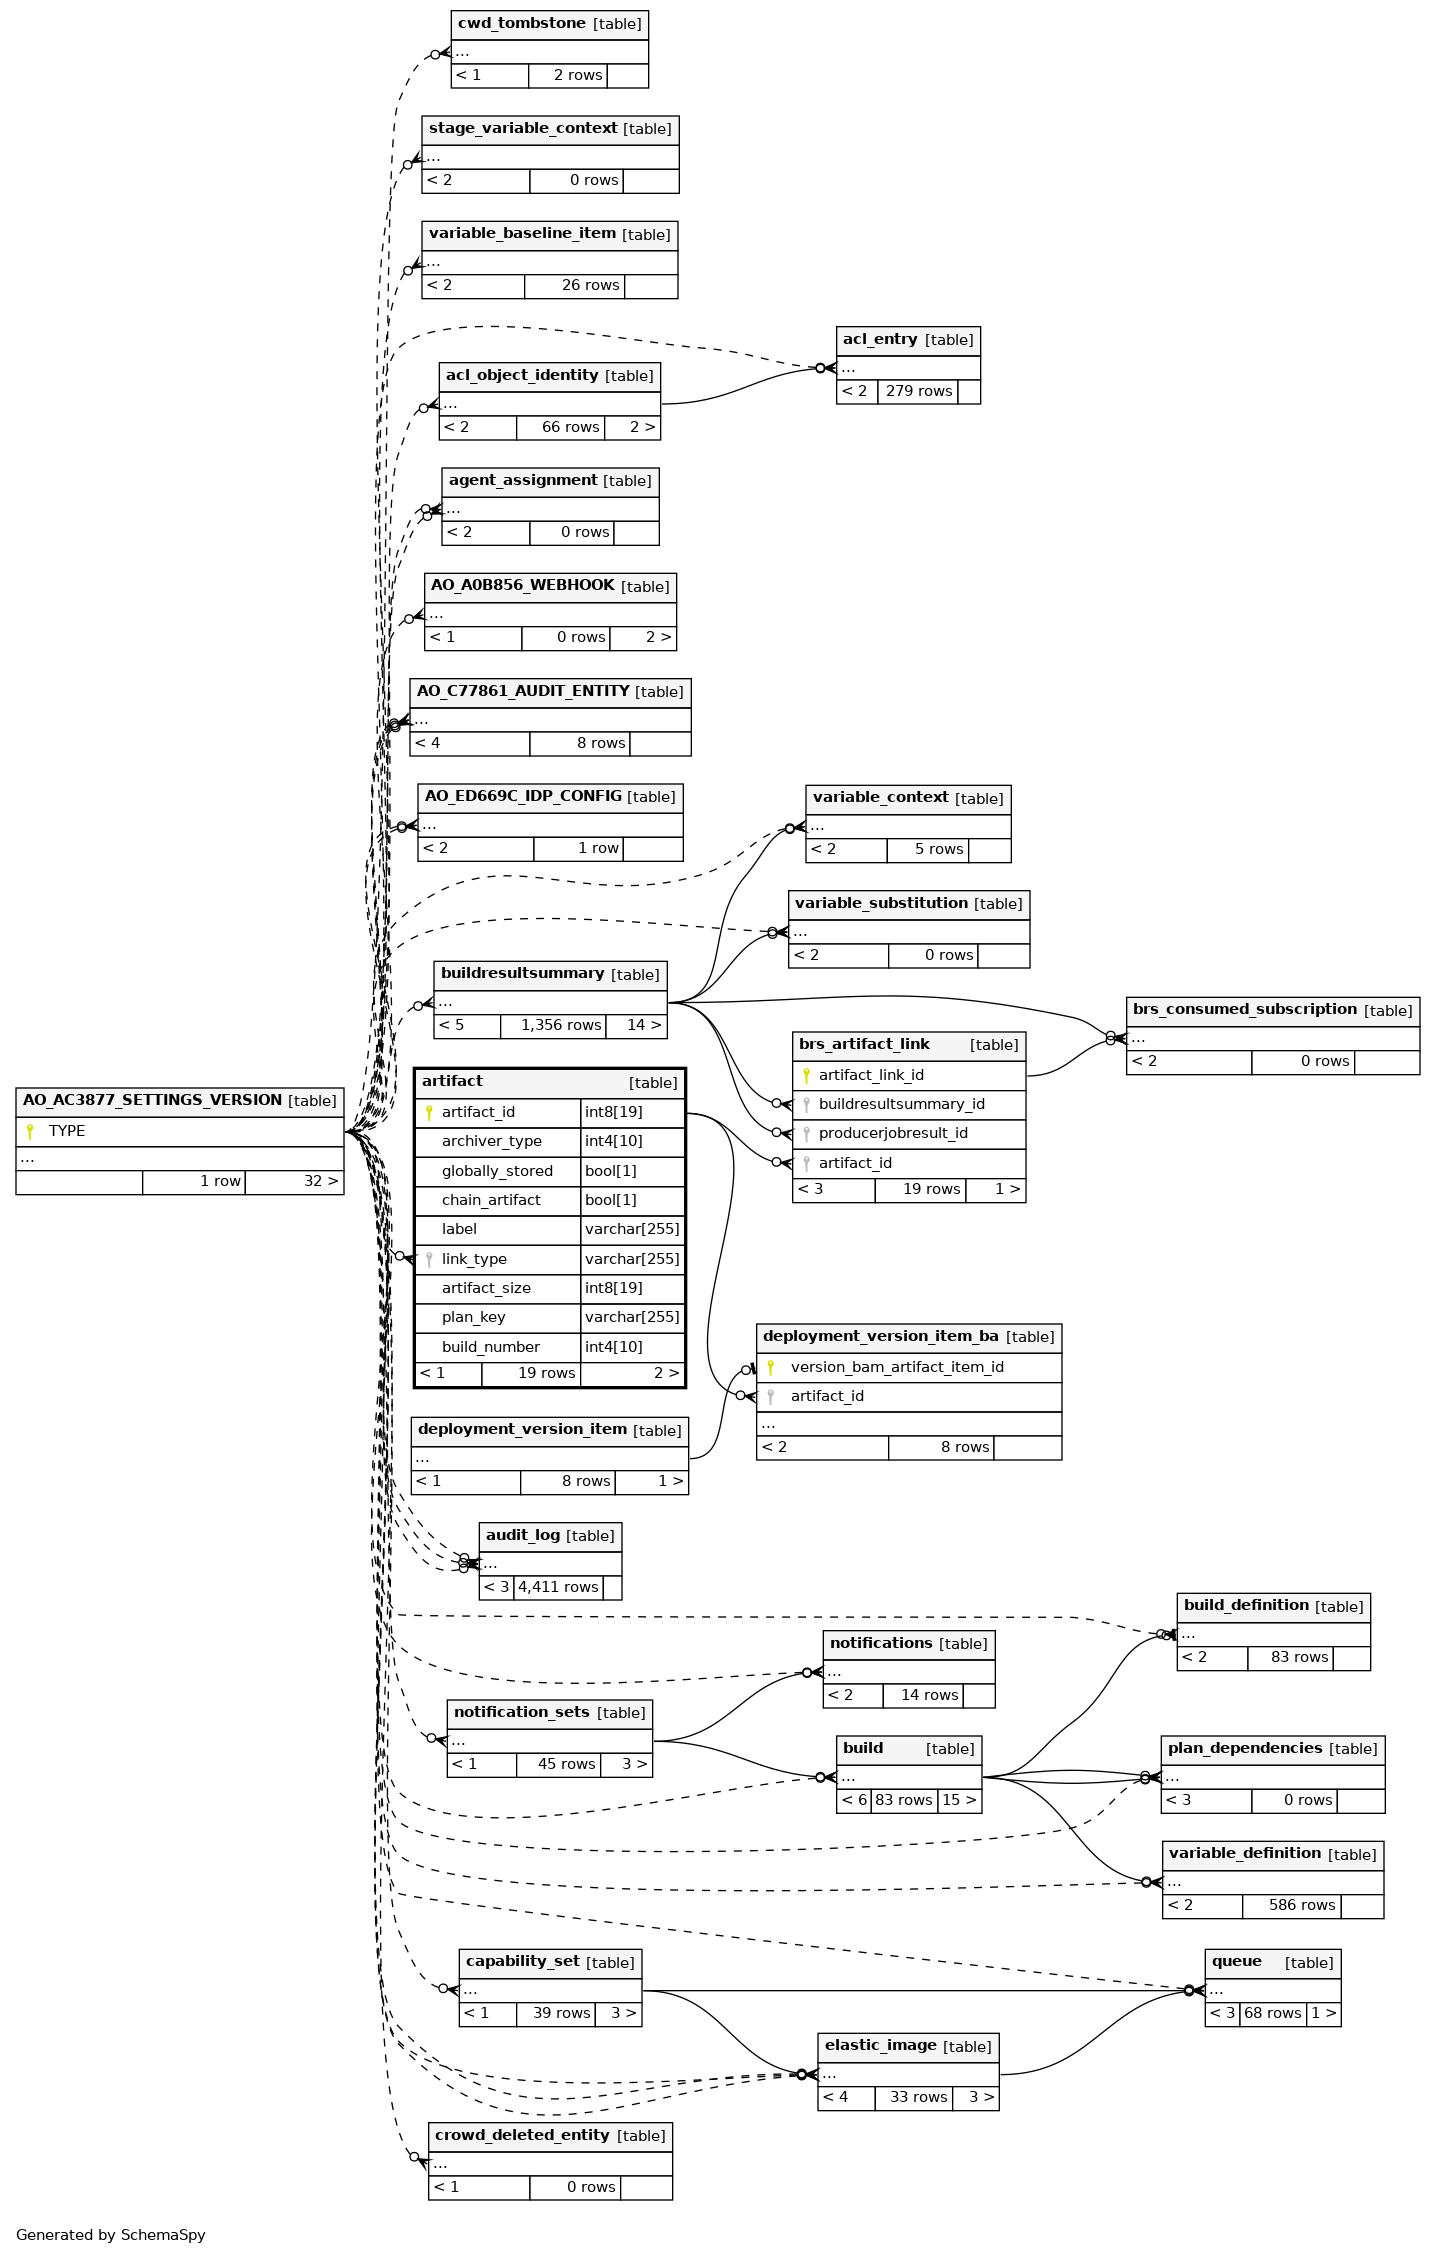 cwd_tombstone [table]
...
< 1 2 rows
stage_variable_context [table]
...
< 2 0 rows
variable_baseline_item [table]
...
< 2 26 rows
acl_entry [table]
...
< 2 279 rows
acl_object_identity [table]
...
< 2 66 rows 2 >
agent_assignment [table]
...
< 2 0 rows
AO_A0B856_WEBHOOK [table]
...
< 1 0 rows 2 >
AO_C77861_AUDIT_ENTITY [table]
...
< 4 8 rows
AO_ED669C_IDP_CONFIG [table]
...
< 2 1 row
variable_context [table]
...
< 2 5 rows
variable_substitution [table]
...
< 2 0 rows
buildresultsummary [table]
...
< 5 1,356 rows 14 >
brs_consumed_subscription [table]
...
< 2 0 rows
brs_artifact_link [table]
artifact_link_id
buildresultsummary_id
producerjobresult_id
artifact_id
< 3 19 rows 1 >
AO_AC3877_SETTINGS_VERSION [table]
TYPE
...
1 row 32 >
artifact [table]
artifact_id int8[19]
archiver_type int4[10]
globally_stored bool[1]
chain_artifact bool[1]
label varchar[255]
link_type varchar[255]
artifact_size int8[19]
plan_key varchar[255]
build_number int4[10]
< 1 19 rows 2 >
deployment_version_item_ba [table]
version_bam_artifact_item_id
artifact_id
...
< 2 8 rows
deployment_version_item [table]
...
< 1 8 rows 1 >
audit_log [table]
...
< 3 4,411 rows
build_definition [table]
...
< 2 83 rows
notifications [table]
...
< 2 14 rows
notification_sets [table]
...
< 1 45 rows 3 >
build [table]
...
< 6 83 rows 15 >
plan_dependencies [table]
...
< 3 0 rows
variable_definition [table]
...
< 2 586 rows
capability_set [table]
...
< 1 39 rows 3 >
queue [table]
...
< 3 68 rows 1 >
elastic_image [table]
...
< 4 33 rows 3 >
crowd_deleted_entity [table]
...
< 1 0 rows
Generated by SchemaSpy